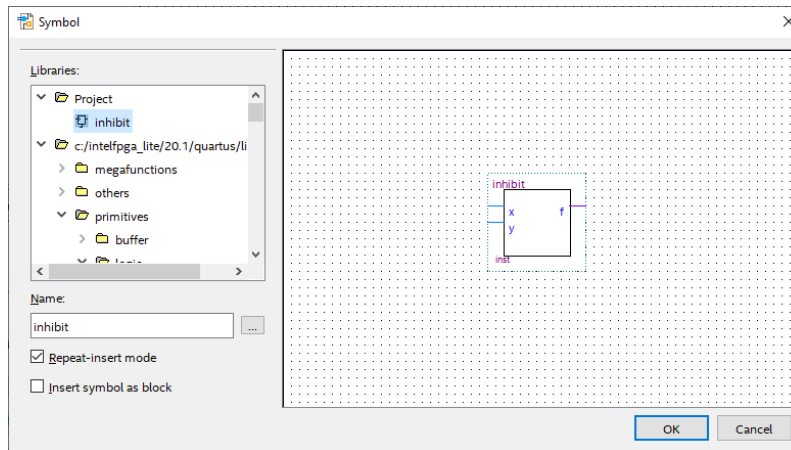 Symbol
Libraries:
Project
inhibit
c:/intelfpga_lite/20.1/quartus/li
megafunctions
others
primitives
buffer
logic
Name:
inhibit
...
Repeat-insert mode
Insert symbol as block
inhibit
x f
y
inst
OK Cancel